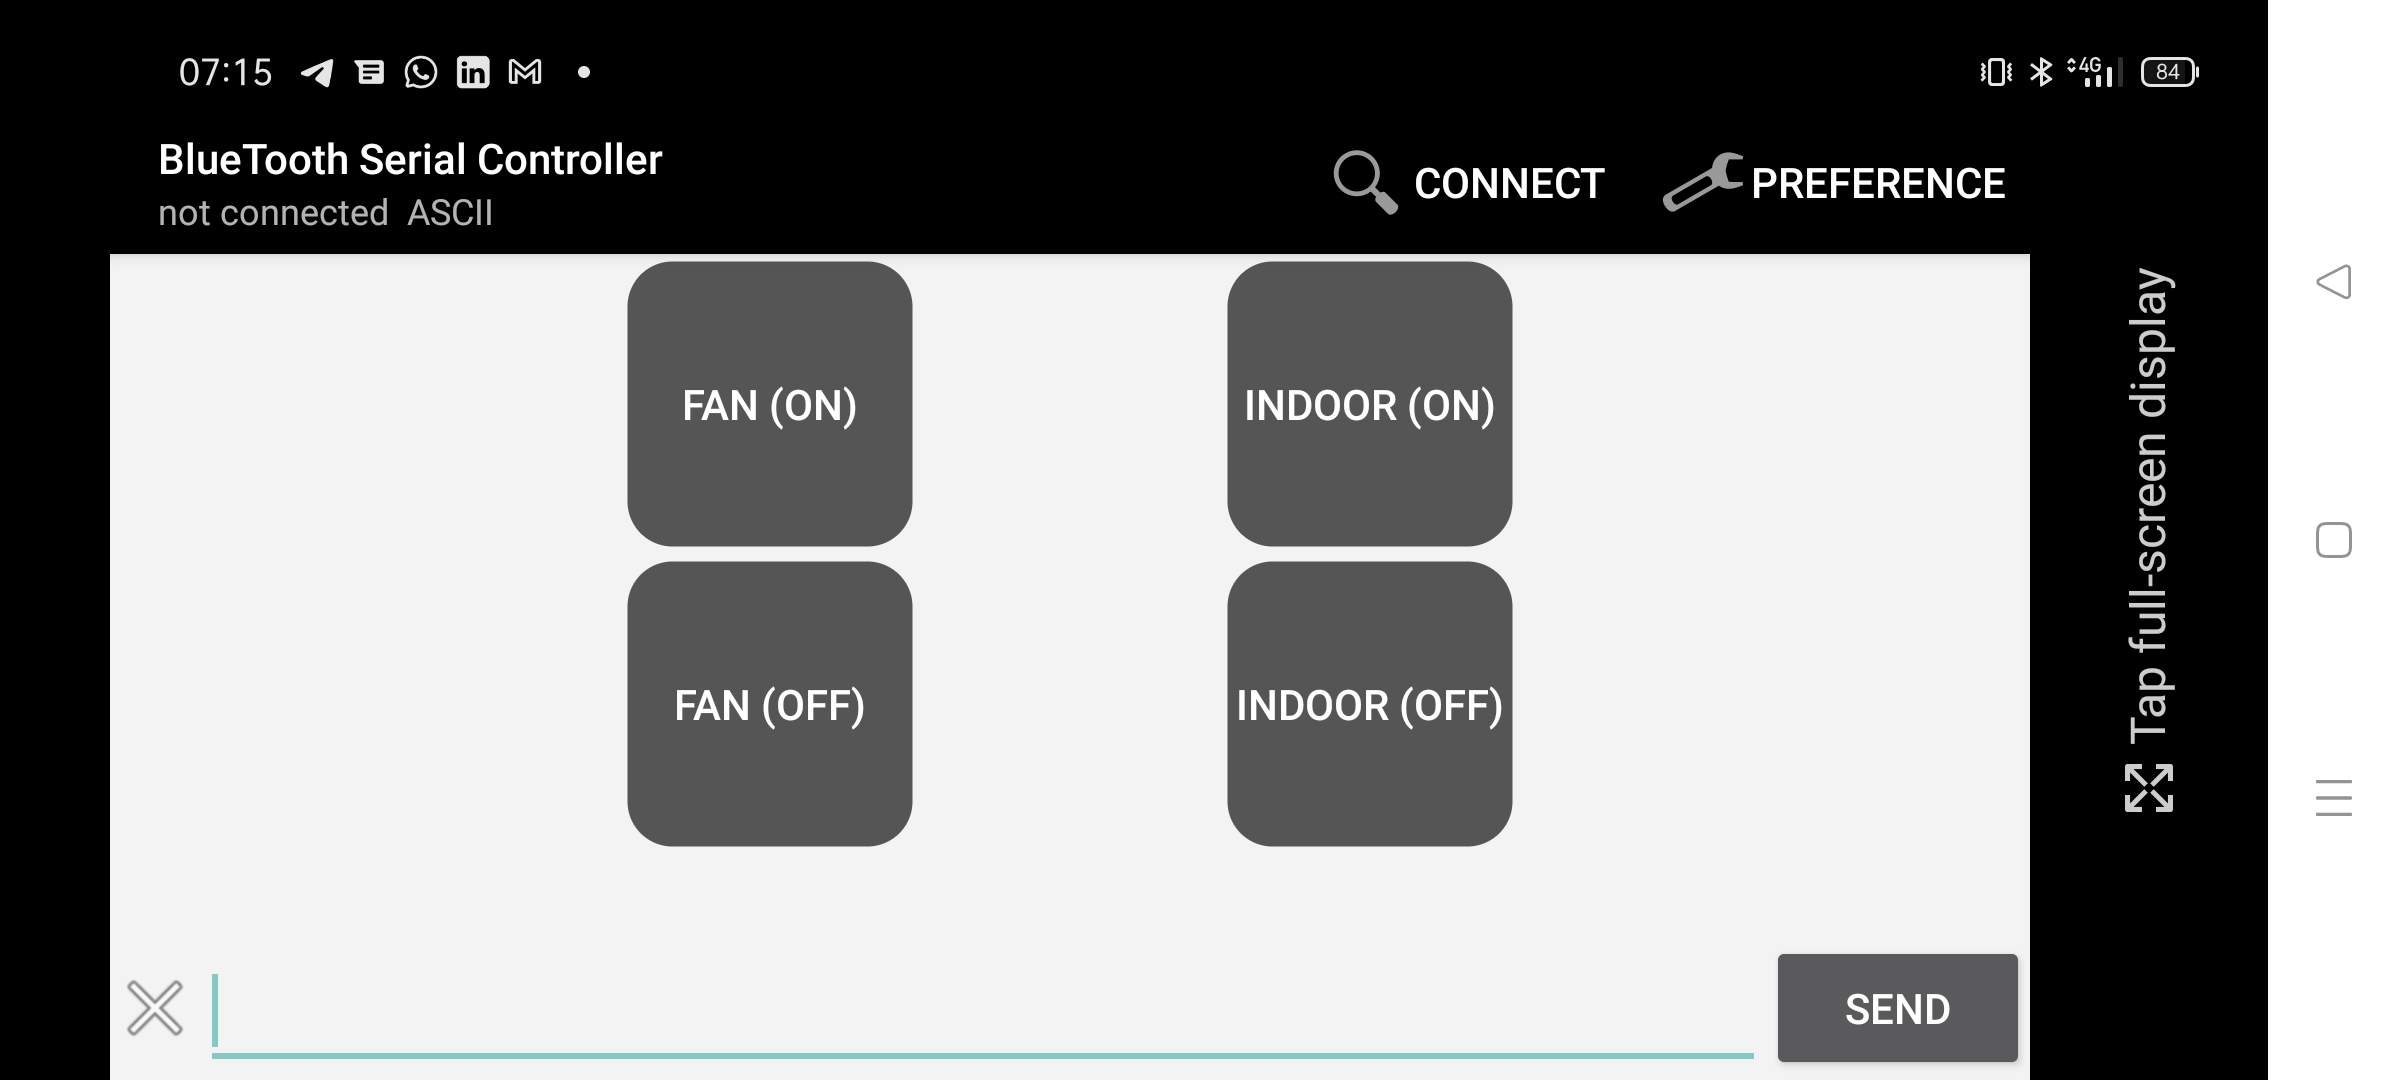 07:15
4G
84
BlueTooth Serial Controller
CONNECT
PREFERENCE
not connected ASCII
FAN (ON)
INDOOR (ON)
FAN (OFF)
INDOOR (OFF)
Tap full-screen display
SEND